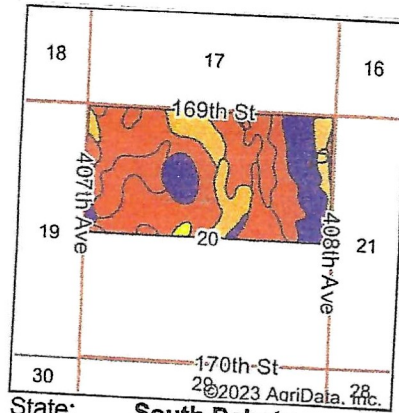 18 17 16
169th St
407th Ave
408th Ave
19 20 21
170th St
30 29 28
©2023 AgriData, Inc.
State: South Dakota